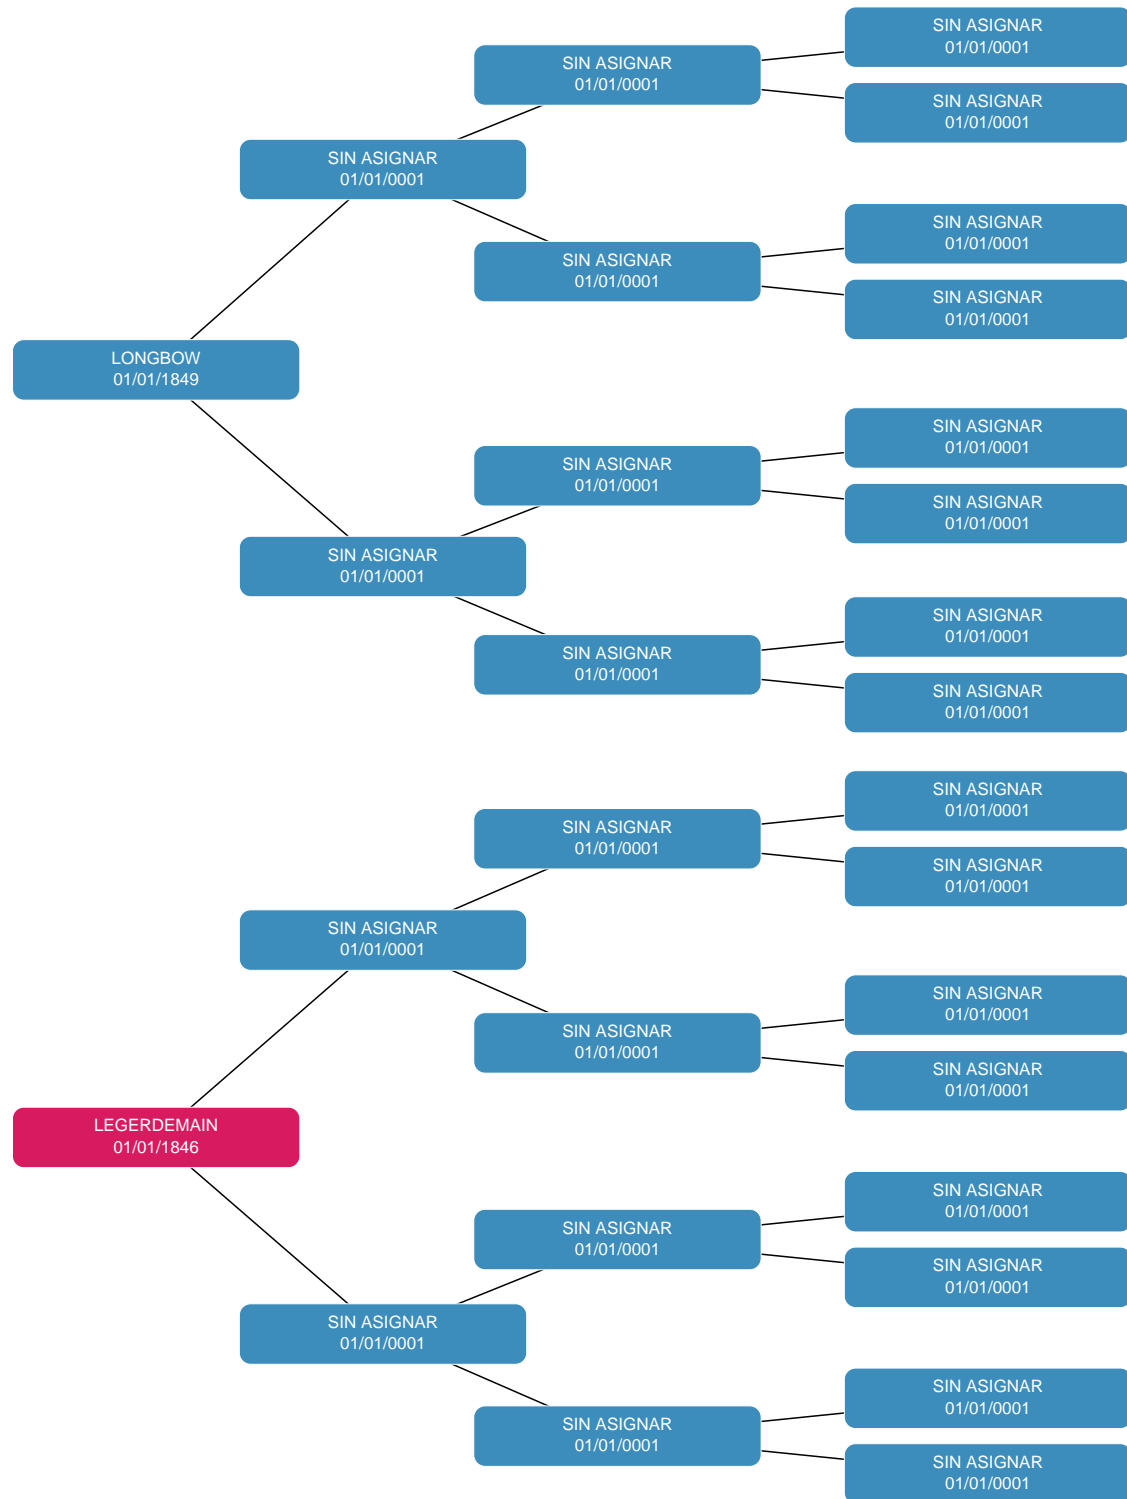 SIN ASIGNAR
01/01/0001
SIN ASIGNAR
01/01/0001
SIN ASIGNAR
01/01/0001
SIN ASIGNAR
01/01/0001
SIN ASIGNAR
01/01/0001
SIN ASIGNAR
01/01/0001
SIN ASIGNAR
01/01/0001
LONGBOW
01/01/1849
SIN ASIGNAR
01/01/0001
SIN ASIGNAR
01/01/0001
SIN ASIGNAR
01/01/0001
SIN ASIGNAR
01/01/0001
SIN ASIGNAR
01/01/0001
SIN ASIGNAR
01/01/0001
SIN ASIGNAR
01/01/0001
SIN ASIGNAR
01/01/0001
SIN ASIGNAR
01/01/0001
SIN ASIGNAR
01/01/0001
SIN ASIGNAR
01/01/0001
SIN ASIGNAR
01/01/0001
SIN ASIGNAR
01/01/0001
SIN ASIGNAR
01/01/0001
LEGERDEMAIN
01/01/1846
SIN ASIGNAR
01/01/0001
SIN ASIGNAR
01/01/0001
SIN ASIGNAR
01/01/0001
SIN ASIGNAR
01/01/0001
SIN ASIGNAR
01/01/0001
SIN ASIGNAR
01/01/0001
SIN ASIGNAR
01/01/0001